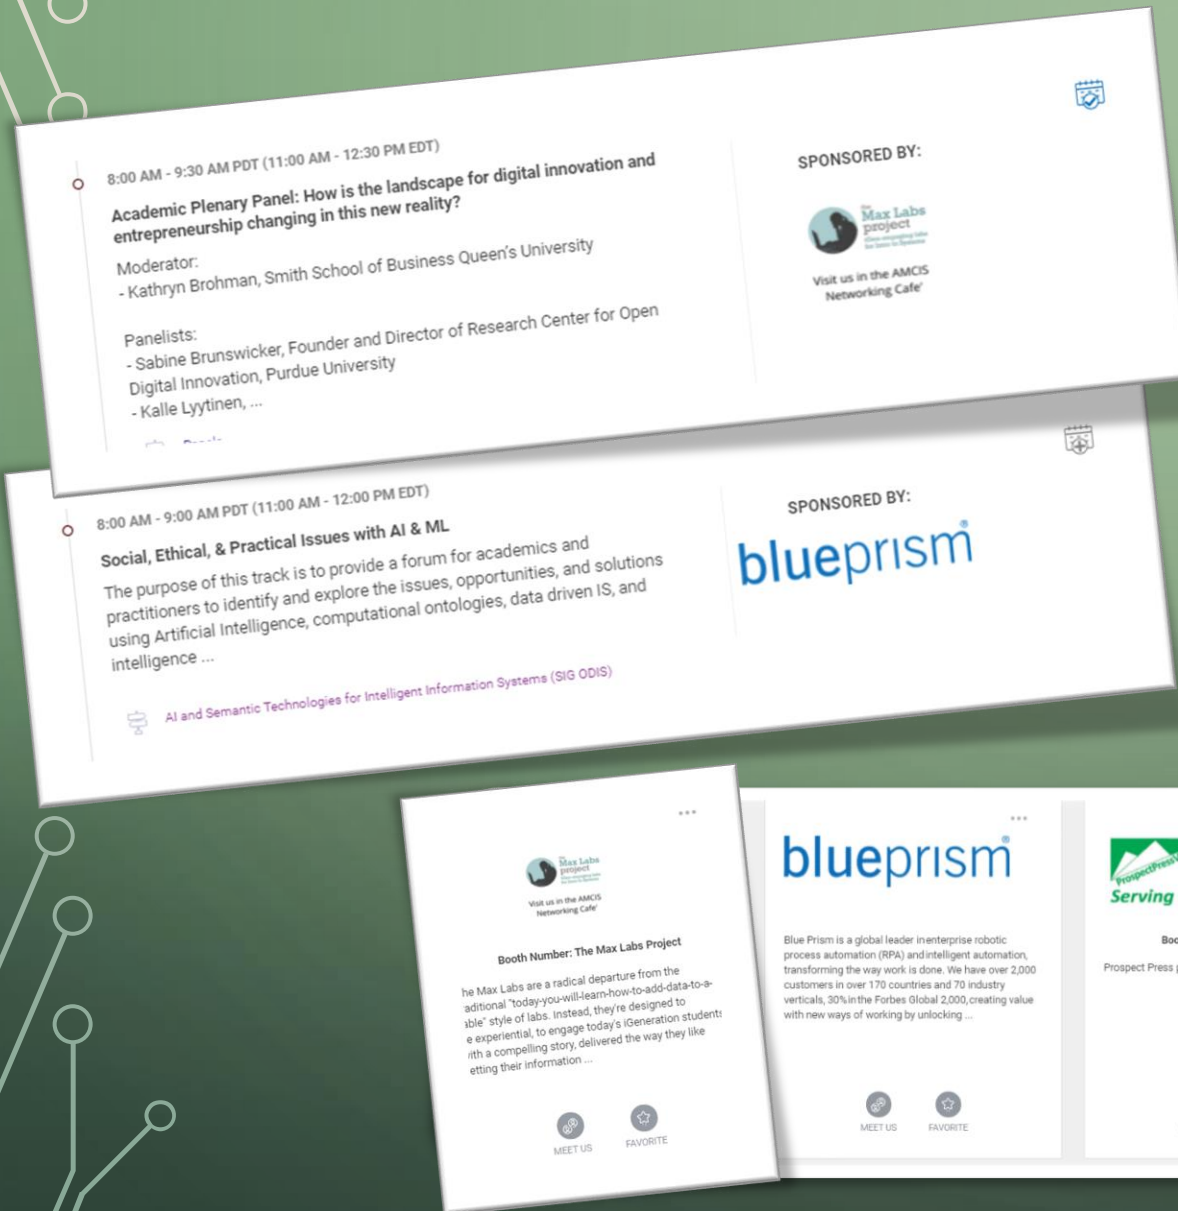 8:00 AM - 9:30 AM PDT (11:00 AM - 12:30 PM EDT)
Academic Plenary Panel: How is the landscape for digital innovation and
entrepreneurship changing in this new reality?
Moderator:
- Kathryn Brohman, Smith School of Business Queen's University
Panelists:
- Sabine Brunswicker, Founder and Director of Research Center for Open
Digital Innovation, Purdue University
- Kalle Lyytinen, ...
SPONSORED BY:
the
Max Labs
project
Visit us in the AMCIS
Networking Cafe'
8:00 AM - 9:00 AM PDT (11:00 AM - 12:00 PM EDT)
Social, Ethical, & Practical Issues with AI & ML
The purpose of this track is to provide a forum for academics and
practitioners to identify and explore the issues, opportunities, and solutions
using Artificial Intelligence, computational ontologies, data driven IS, and
intelligence ...
AI and Semantic Technologies for Intelligent Information Systems (SIG ODIS)
SPONSORED BY:
blueprism®
the
Max Labs
project
Visit us in the AMCIS
Networking Cafe'
Booth Number: The Max Labs Project
he Max Labs are a radical departure from the
aditional "today-you-will-learn-how-to-add-data-to-a-
able" style of labs. Instead, they're designed to
e experiential, to engage today's iGeneration students
with a compelling story, delivered the way they like
etting their information ...
MEET US
FAVORITE
blueprism®
Blue Prism is a global leader in enterprise robotic
process automation (RPA) and intelligent automation,
transforming the way work is done. We have over 2,000
customers in over 170 countries and 70 industry
verticals, 30% in the Forbes Global 2,000, creating value
with new ways of working by unlocking ...
MEET US
FAVORITE
ProspectPress
Serving
Boo
Prospect Press